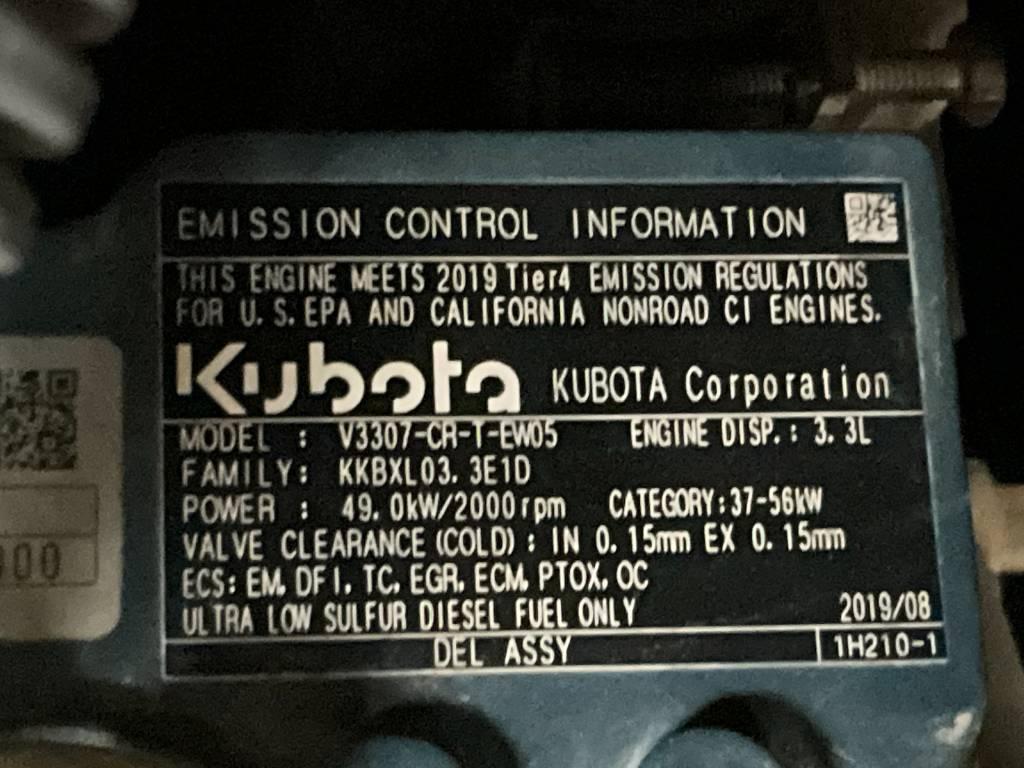 EMISSION CONTROL INFORMATION
THIS ENGINE MEETS 2019 Tier4 EMISSION REGULATIONS
FOR U.S.EPA AND CALIFORNIA NONROAD CI ENGINES.
Kubota KUBOTA Corporation
MODEL : V3307-CR-T-EW05 ENGINE DISP.: 3.3L
FAMILY: KKBXL03.3E1D
POWER : 49.0kW/2000rpm CATEGORY:37-56kW
VALVE CLEARANCE (COLD) : IN 0.15mm EX 0.15mm
ECS: EM, DFI, TC, EGR, ECM, PTOX, OC
ULTRA LOW SULFUR DIESEL FUEL ONLY 2019/08
DEL ASSY 1H210-1